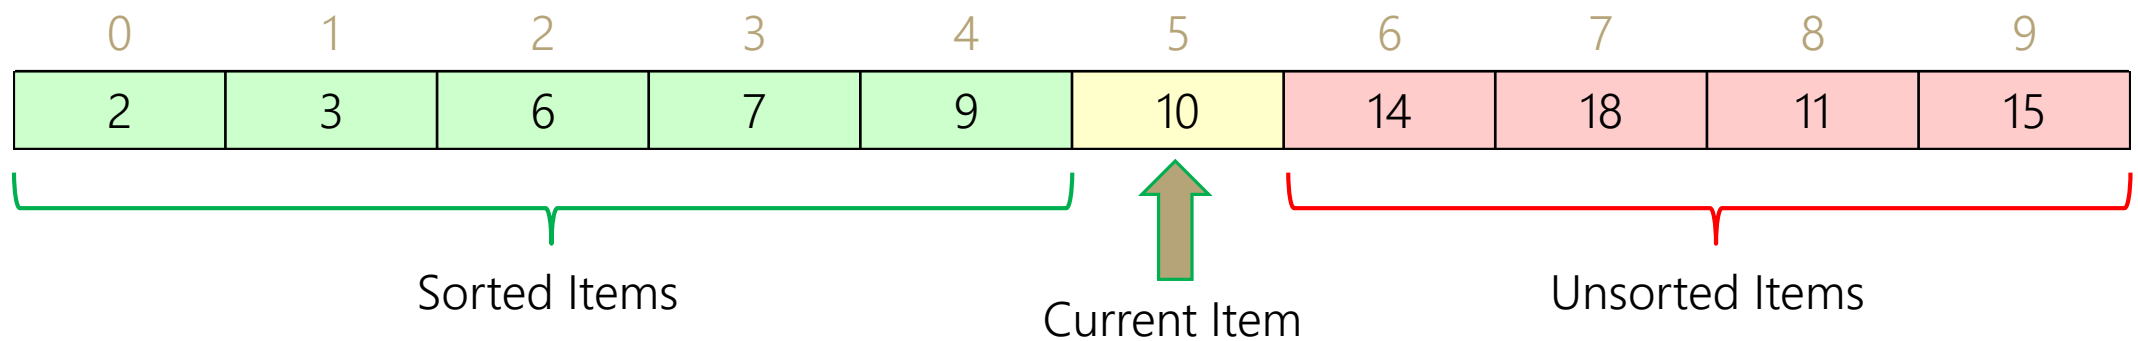 0 1 2 3 4 5 6 7 8 9
2 3 6 7 9 10 14 18 11 15
Sorted Items
Current Item
Unsorted Items